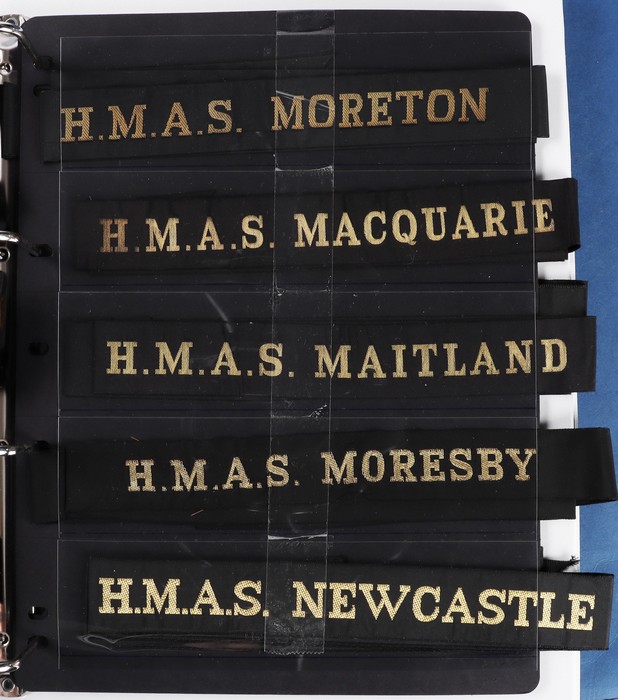 H.M.A.S. MORETON
H.M.A.S. MACQUARIE
H.M.A.S. MAITLAND
H.M.A.S. MORESBY
H.M.A.S. NEWCASTLE